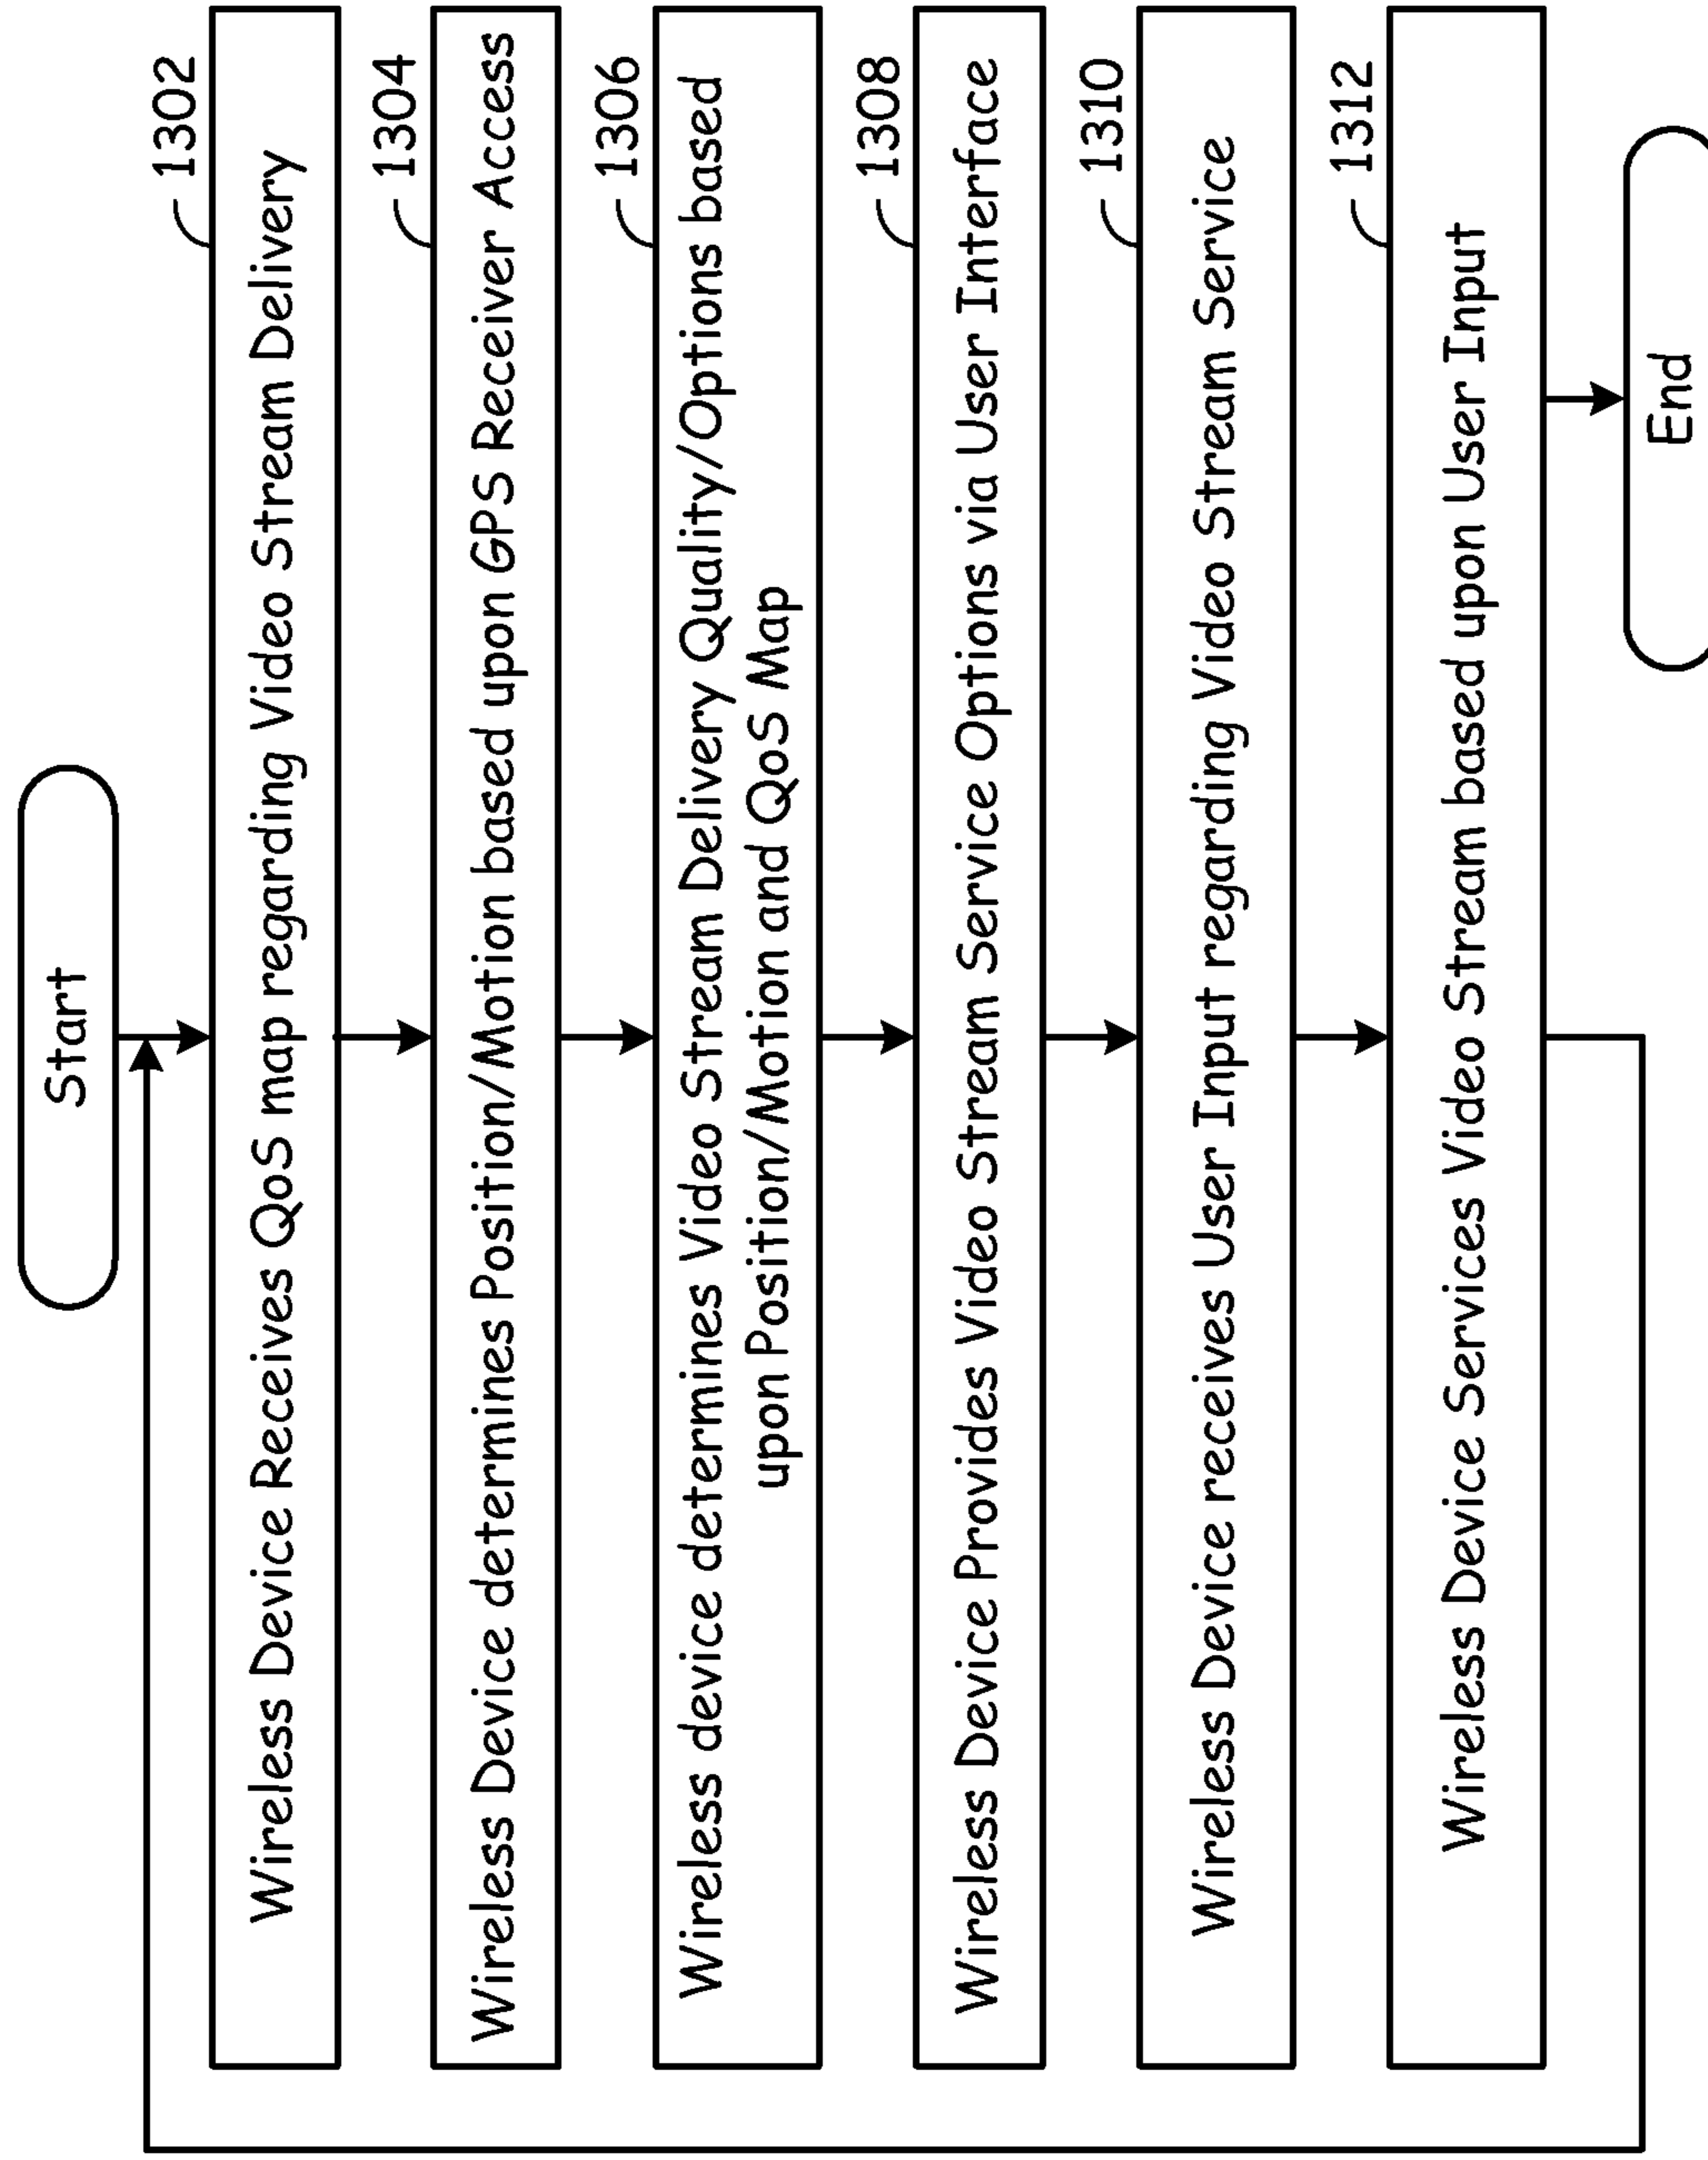 Start
1302
Wireless Device Receives QoS map regarding Video Stream Delivery
1304
Wireless Device determines Position/Motion based upon GPS Receiver Access
1306
Wireless device determines Video Stream Delivery Quality/Options based
upon Position/Motion and QoS Map
1308
Wireless Device Provides Video Stream Service Options via User Interface
1310
Wireless Device receives User Input regarding Video Stream Service
1312
Wireless Device Services Video Stream based upon User Input
End